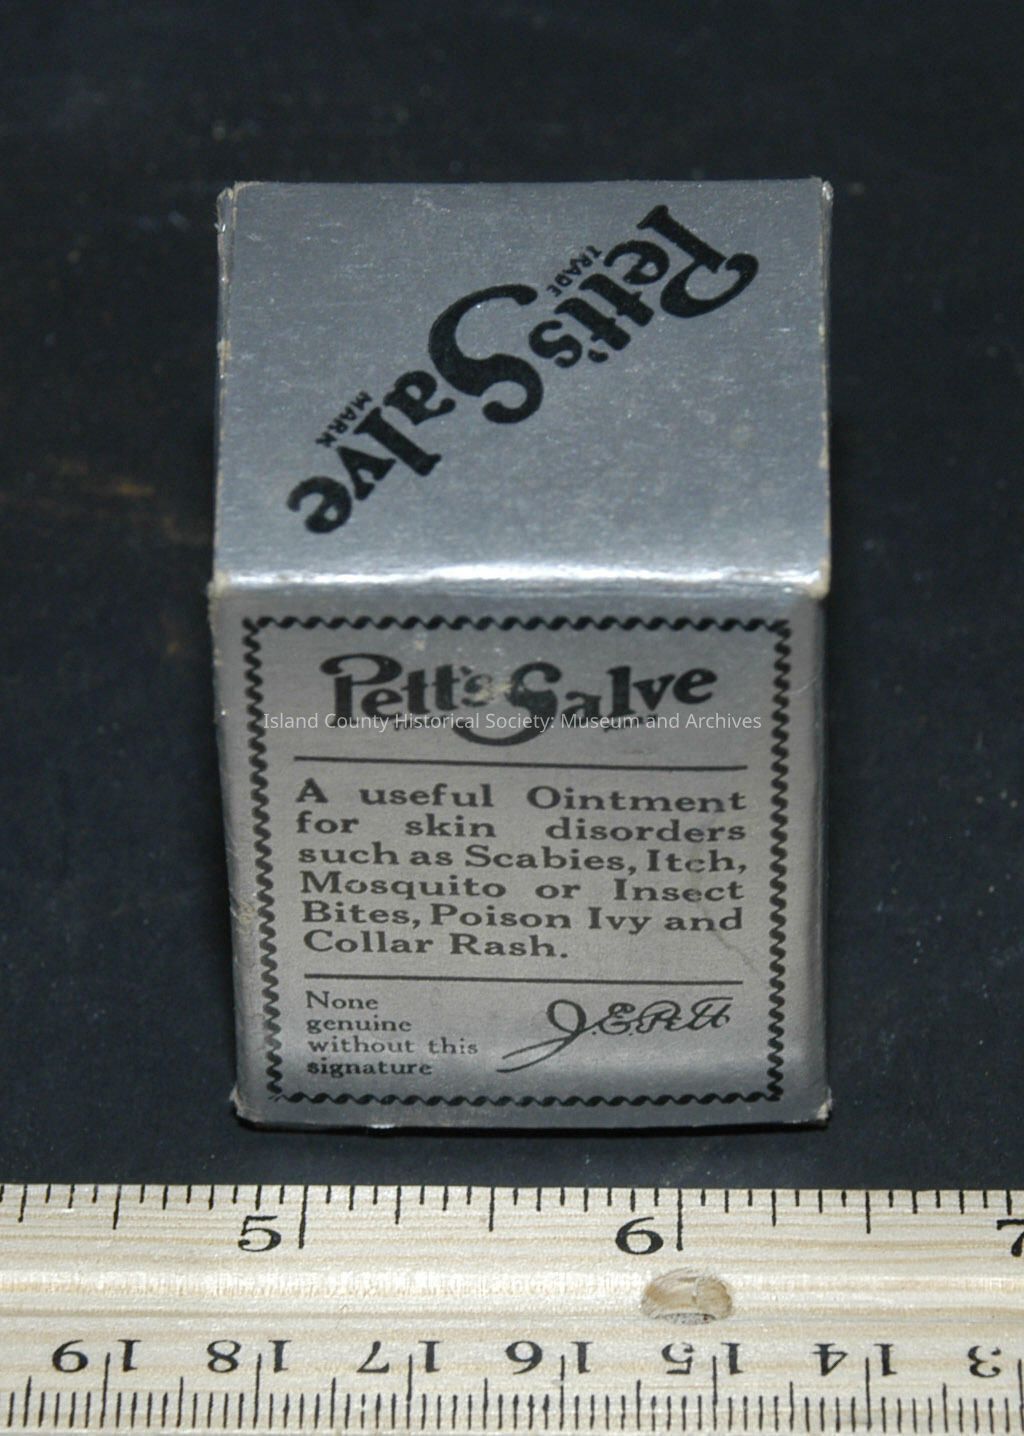 Pett's Salve
TRADE MARK
Pett's Salve
Island County Historical Society: Museum and Archives
A useful Ointment
for skin disorders
such as Scabies, Itch,
Mosquito or Insect
Bites, Poison Ivy and
Collar Rash.
None
genuine
without this
signature
J.E. Pett
5 6 7
19 18 17 16 15 14 3